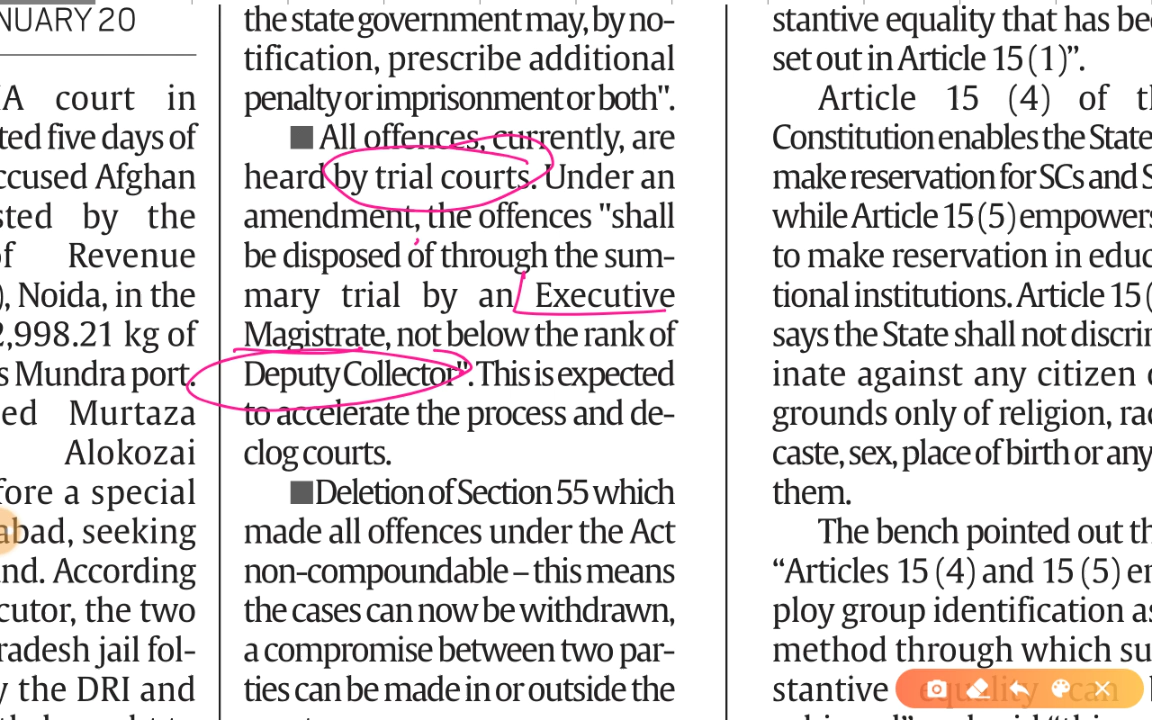 NUARY 20
A court in
ted five days of
ccused Afghan
sted by the
of Revenue
), Noida, in the
2,998.21 kg of
s Mundra port.
ed Murtaza
Alokozai
fore a special
abad, seeking
nd. According
cutor, the two
radesh jail fol-
y the DRI and
the state government may, by no-
tification, prescribe additional
penalty or imprisonment or both".
■ All offences, currently, are
heard by trial courts. Under an
amendment, the offences "shall
be disposed of through the sum-
mary trial by an Executive
Magistrate, not below the rank of
Deputy Collector". This is expected
to accelerate the process and de-
clog courts.
■ Deletion of Section 55 which
made all offences under the Act
non-compoundable – this means
the cases can now be withdrawn,
a compromise between two par-
ties can be made in or outside the
stantive equality that has bee
set out in Article 15 (1)”.
Article 15 (4) of th
Constitution enables the State
make reservation for SCs and S
while Article 15 (5) empowers
to make reservation in educ
tional institutions. Article 15 (
says the State shall not discrim
inate against any citizen o
grounds only of religion, rac
caste, sex, place of birth or any
them.
The bench pointed out th
“Articles 15 (4) and 15 (5) em
ploy group identification as
method through which su
stantive equality can b